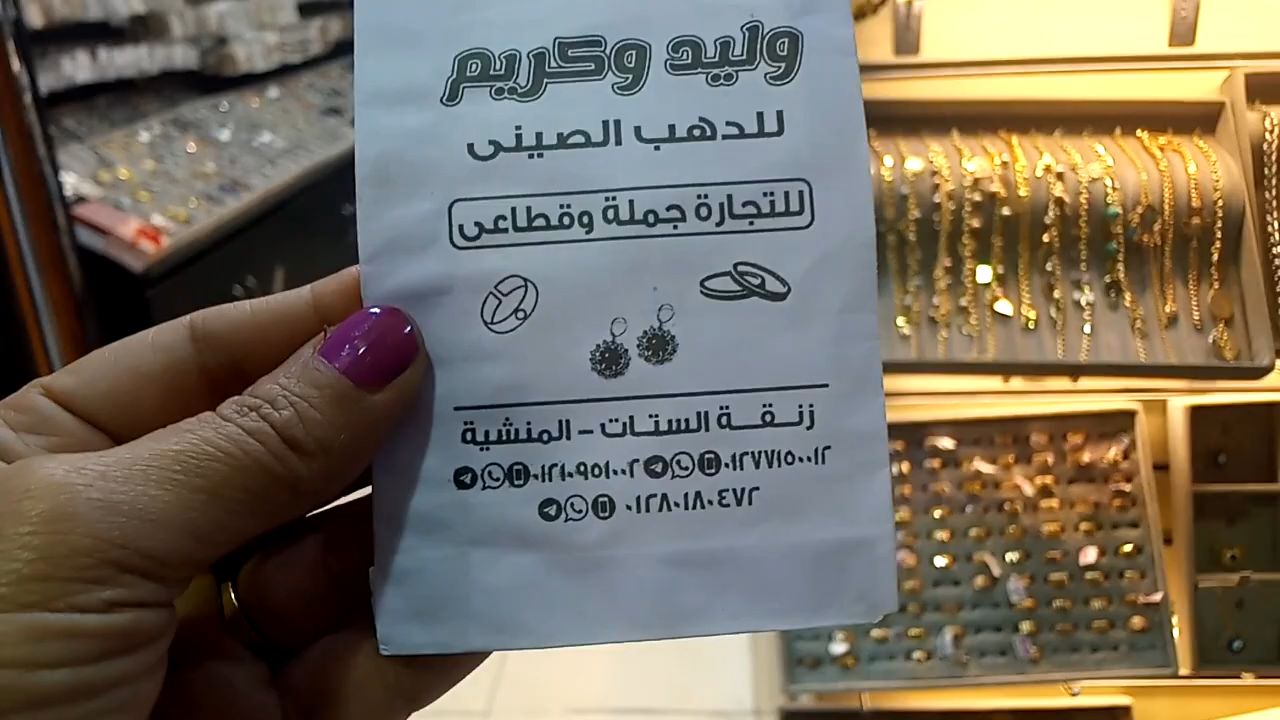 وليد وكريم
للدهب الصينى
للتجارة جملة وقطاعى
زنقة الستات - المنشية
٠١٢٧٧١٥٠٠١٢ ٠١٢١٠٩٥١٠٠٢
٠١٢٨٠١٨٠٤٧٢